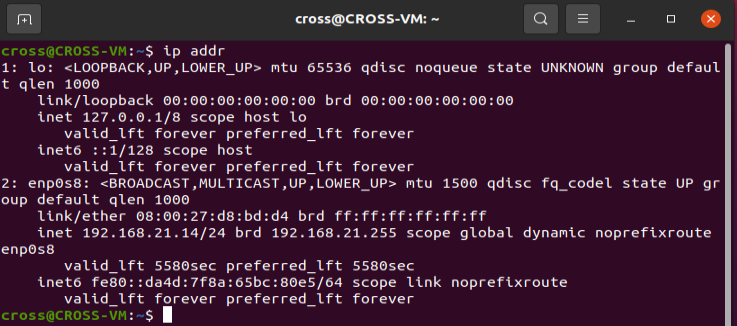 cross@CROSS-VM: ~
cross@CROSS-VM:~$ ip addr
1: lo: <LOOPBACK,UP,LOWER_UP> mtu 65536 qdisc noqueue state UNKNOWN group defaul
t qlen 1000
    link/loopback 00:00:00:00:00:00 brd 00:00:00:00:00:00
    inet 127.0.0.1/8 scope host lo
       valid_lft forever preferred_lft forever
    inet6 ::1/128 scope host
       valid_lft forever preferred_lft forever
2: enp0s8: <BROADCAST,MULTICAST,UP,LOWER_UP> mtu 1500 qdisc fq_codel state UP gr
oup default qlen 1000
    link/ether 08:00:27:d8:bd:d4 brd ff:ff:ff:ff:ff:ff
    inet 192.168.21.14/24 brd 192.168.21.255 scope global dynamic noprefixroute
enp0s8
       valid_lft 5580sec preferred_lft 5580sec
    inet6 fe80::da4d:7f8a:65bc:80e5/64 scope link noprefixroute
       valid_lft forever preferred_lft forever
cross@CROSS-VM:~$